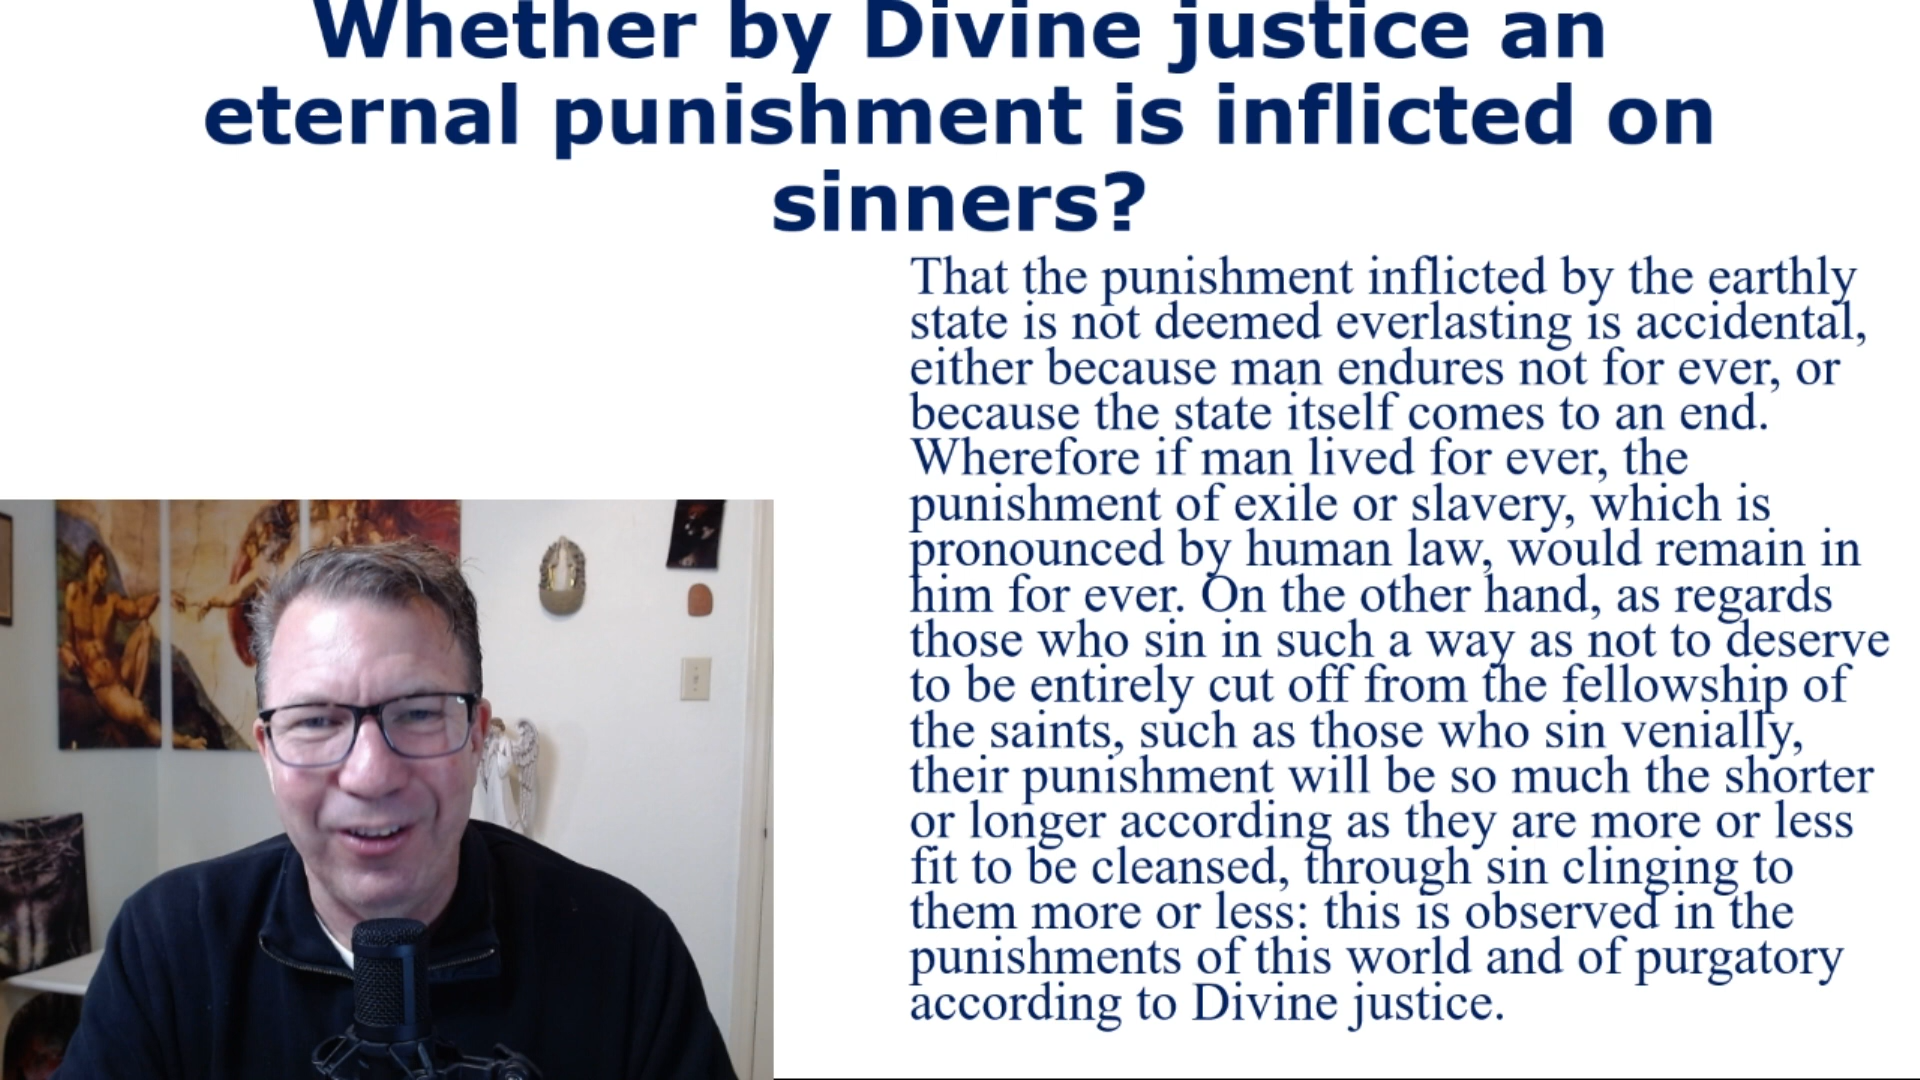 Whether by Divine justice an
eternal punishment is inflicted on
sinners?
That the punishment inflicted by the earthly
state is not deemed everlasting is accidental,
either because man endures not for ever, or
because the state itself comes to an end.
Wherefore if man lived for ever, the
punishment of exile or slavery, which is
pronounced by human law, would remain in
him for ever. On the other hand, as regards
those who sin in such a way as not to deserve
to be entirely cut off from the fellowship of
the saints, such as those who sin venially,
their punishment will be so much the shorter
or longer according as they are more or less
fit to be cleansed, through sin clinging to
them more or less: this is observed in the
punishments of this world and of purgatory
according to Divine justice.